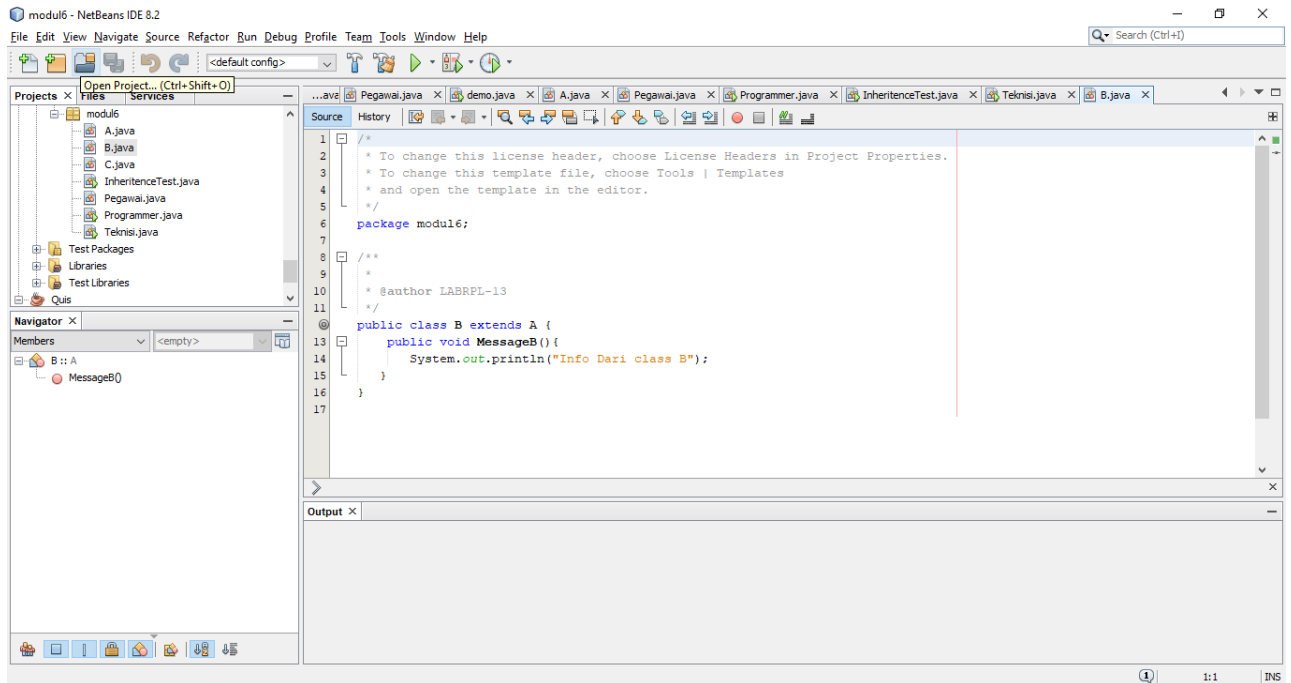 modul6 - NetBeans IDE 8.2
File Edit View Navigate Source Refactor Run Debug Profile Team Tools Window Help
Search (Ctrl+I)
<default config>
Open Project... (Ctrl+Shift+O)
Projects Files Services
modul6
A.java
B.java
C.java
InheritenceTest.java
Pegawai.java
Programmer.java
Teknisi.java
Test Packages
Libraries
Test Libraries
Quis
Navigator
Members <empty>
B :: A
MessageB()
...ava Pegawai.java demo.java A.java Pegawai.java Programmer.java InheritenceTest.java Teknisi.java B.java
Source History
1 /*
2 * To change this license header, choose License Headers in Project Properties.
3 * To change this template file, choose Tools | Templates
4 * and open the template in the editor.
5 */
6 package modul6;
7
8 /**
9 *
10 * @author LABRPL-13
11 */
public class B extends A {
13 public void MessageB(){
14 System.out.println("Info Dari class B");
15 }
16 }
17
Output
1 1:1 INS